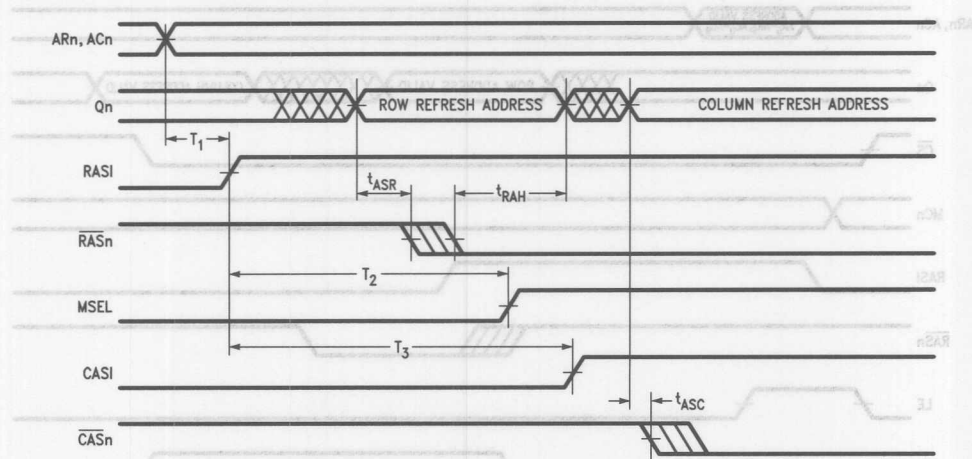 ARn, ACn
Qn
ROW REFRESH ADDRESS
COLUMN REFRESH ADDRESS
T1
RASI
tASR
tRAH
RASn
T2
MSEL
T3
CASI
tASC
CASn